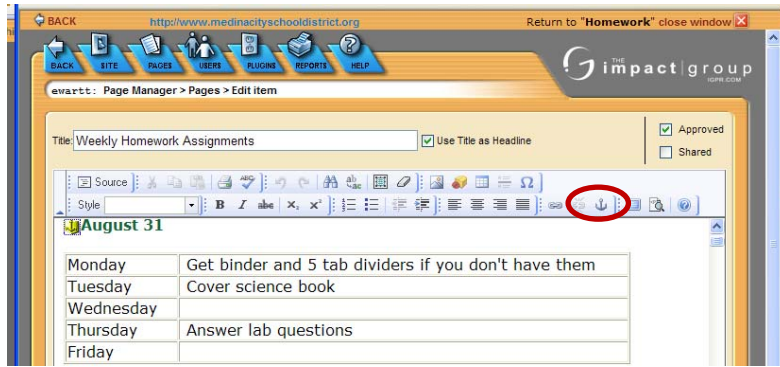 BACK http://www.medinacityschooldistrict.org Return to "Homework" close window
BACK SITE PAGES USERS PLUGINS REPORTS HELP
THE
impact|group
IGPR.COM
ewartt: Page Manager > Pages > Edit item
Title: Weekly Homework Assignments Use Title as Headline Approved
Shared
Source
Style B I abc X₂ X²
August 31
Monday Get binder and 5 tab dividers if you don't have them
Tuesday Cover science book
Wednesday
Thursday Answer lab questions
Friday